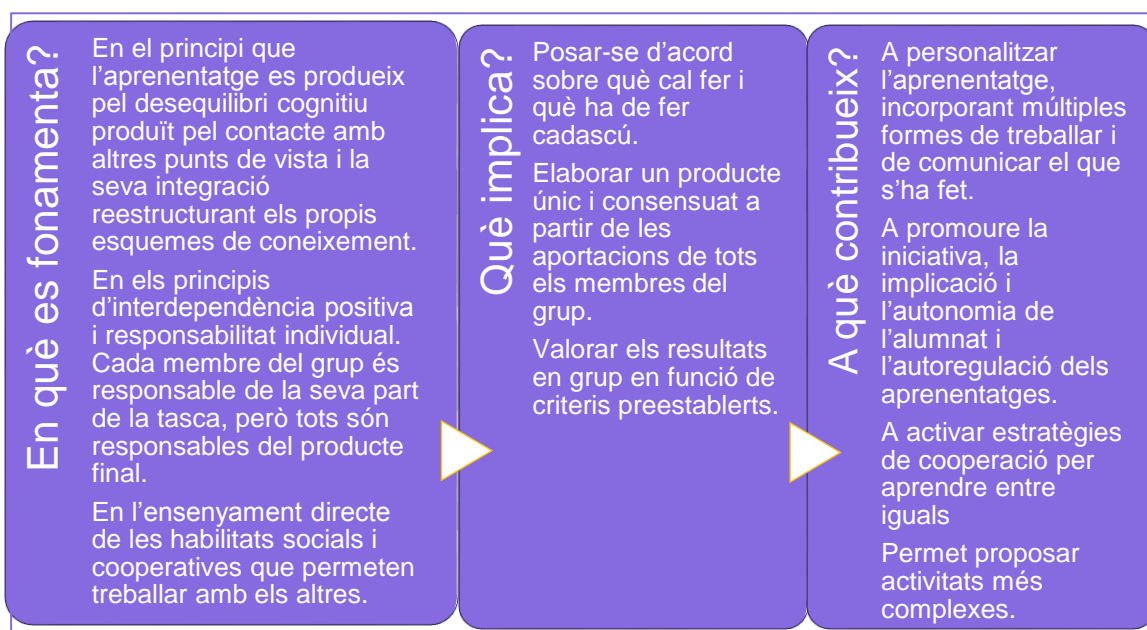 En què es fonamenta?
En el principi que
l’aprenentatge es produeix
pel desequilibri cognitiu
produït pel contacte amb
altres punts de vista i la
seva integració
reestructurant els propis
esquemes de coneixement.
En els principis
d’interdependència positiva
i responsabilitat individual.
Cada membre del grup és
responsable de la seva part
de la tasca, però tots són
responsables del producte
final.
En l’ensenyament directe
de les habilitats socials i
cooperatives que permeten
treballar amb els altres.
Què implica?
Posar-se d’acord
sobre què cal fer i
què ha de fer
cadascú.
Elaborar un producte
únic i consensuat a
partir de les
aportacions de tots
els membres del
grup.
Valorar els resultats
en grup en funció de
criteris preestablerts.
A què contribueix?
A personalitzar
l’aprenentatge,
incorporant múltiples
formes de treballar i
de comunicar el que
s’ha fet.
A promoure la
iniciativa, la
implicació i
l’autonomia de
l’alumnat i
l’autoregulació dels
aprenentatges.
A activar estratègies
de cooperació per
aprendre entre
iguals
Permet proposar
activitats més
complexes.